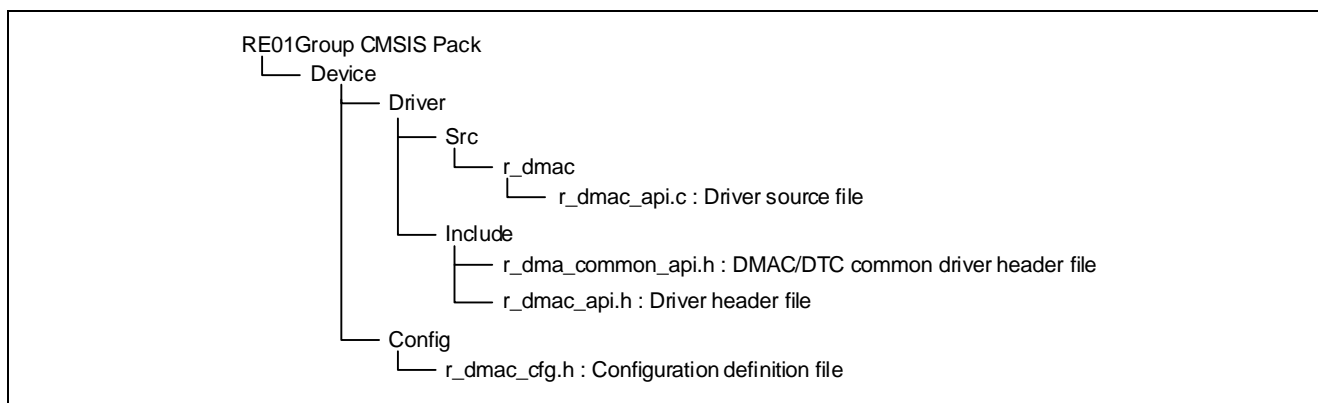 RE01Group CMSIS Pack
Device
Driver
Src
r_dmac
r_dmac_api.c : Driver source file
Include
r_dma_common_api.h : DMAC/DTC common driver header file
r_dmac_api.h : Driver header file
Config
r_dmac_cfg.h : Configuration definition file